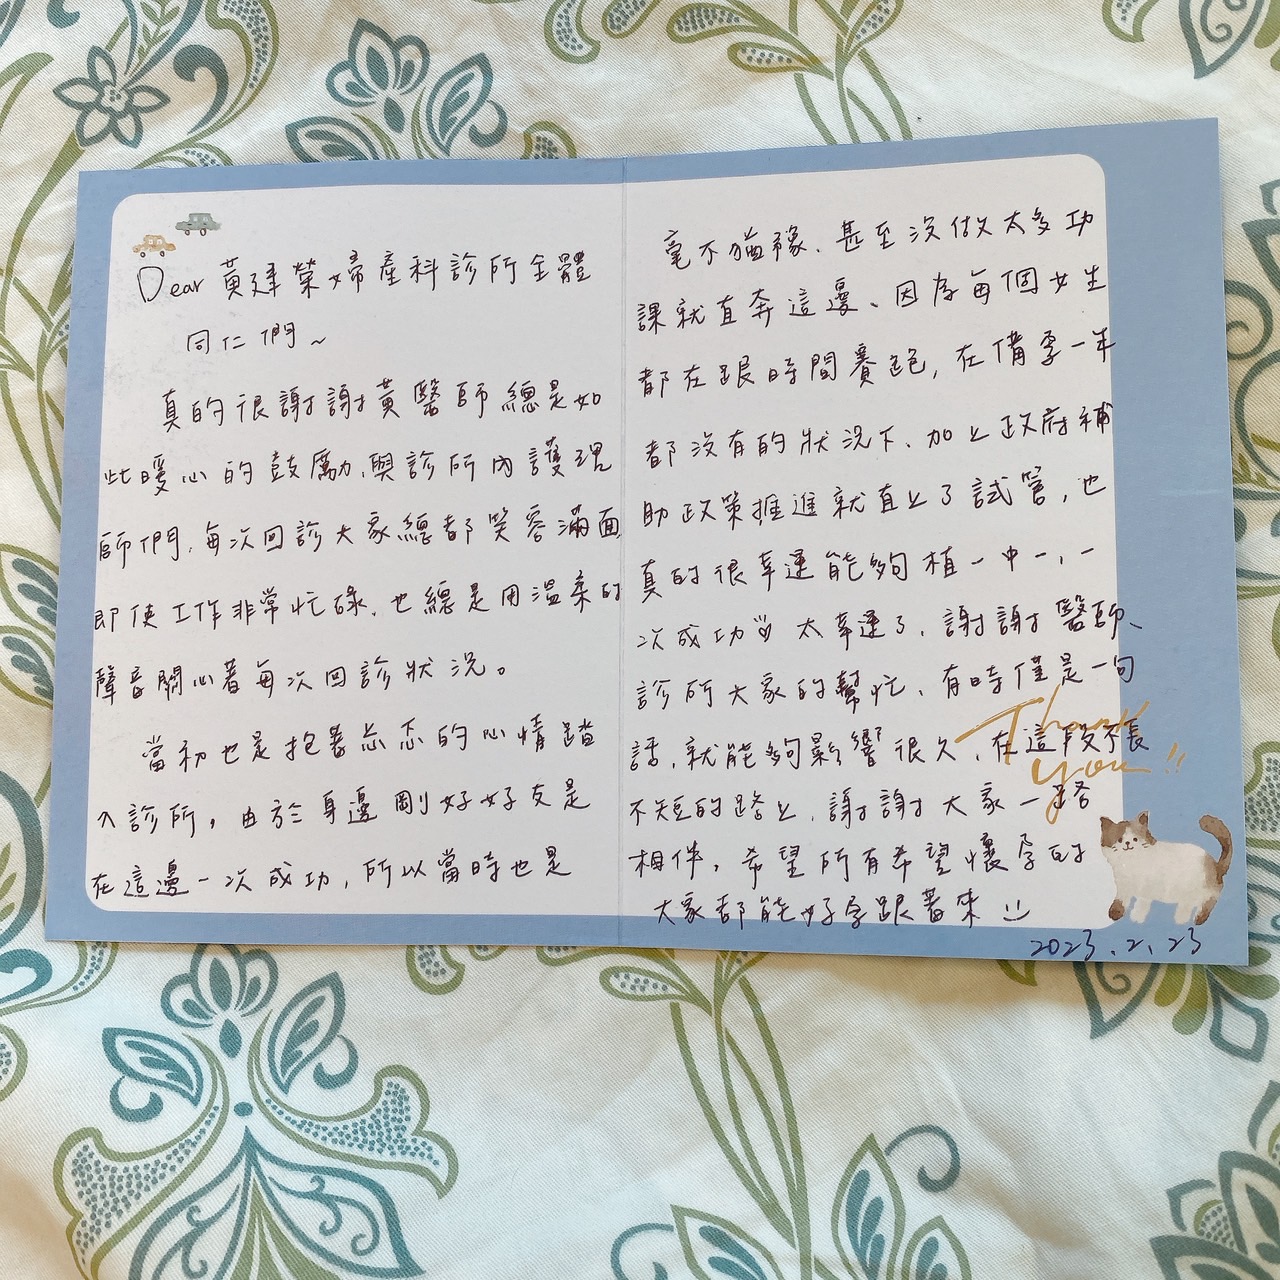 Dear 黃建榮婦產科診所全體
同仁們~
真的很謝謝黃醫師總是如
此暖心的鼓勵、與診所內護理
師們，每次回診大家總都笑容滿面，
即使工作非常忙碌、也總是用溫柔的
聲音關心著每次回診狀況。
當初也是抱著忐忑的心情踏
入診所，由於身邊剛好好友是
在這邊一次成功，所以當時也是
毫不猶豫、甚至沒做太多功
課就直奔這邊、因為每個女生
都在跟時間賽跑，在備孕一年
都沒有的狀況下、加上政府補
助政策推進就直上了試管，也
真的很幸運能夠植一中一，一
次成功♡ 太幸運了、謝謝醫師、
診所大家的幫忙、有時僅是一句
話，就能夠影響很久、在這段不長
不短的路上，謝謝大家一路
相伴，希望所有希望懷孕的
大家都能好孕跟著來
Thank
you!!
2023.2.23